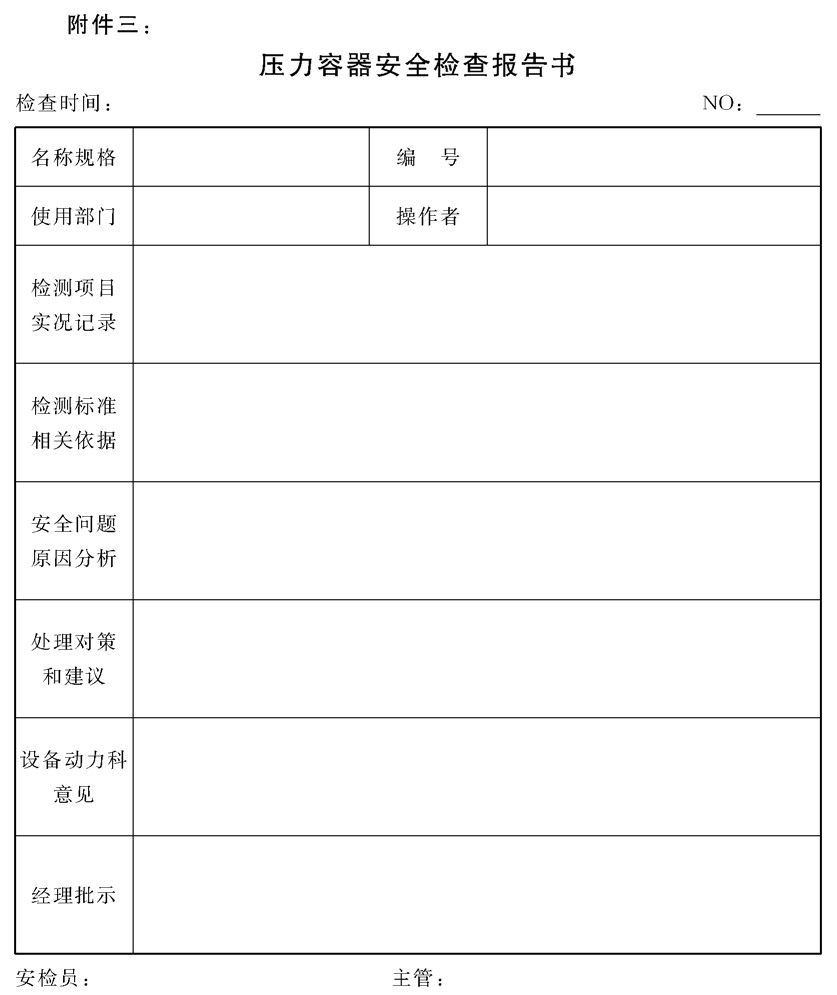 附件三：
压力容器安全检查报告书
检查时间： NO：
名称规格 编 号
使用部门 操作者
检测项目
实况记录
检测标准
相关依据
安全问题
原因分析
处理对策
和建议
设备动力科
意见
经理批示
安检员： 主管：